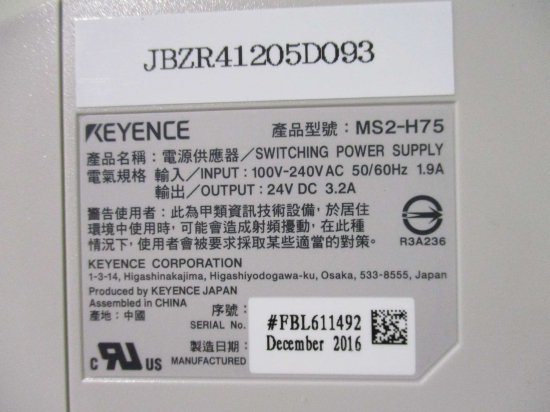 JBZR41205D093
KEYENCE 產品型號：MS2-H75
產品名稱：電源供應器／SWITCHING POWER SUPPLY
電氣規格 輸入／INPUT: 100V-240V AC 50/60Hz 1.9A
輸出／OUTPUT: 24V DC 3.2A
警告使用者：此為甲類資訊技術設備，於居住
環境中使用時，可能會造成射頻擾動，在此種
情況下，使用者會被要求採取某些適當的對策。
R3A236
KEYENCE CORPORATION
1-3-14, Higashinakajima, Higashiyodogawa-ku, Osaka, 533-8555, Japan
Produced by KEYENCE JAPAN
Assembled in CHINA
產地：中國
序號：
SERIAL No.
#FBL611492
December 2016
製造日期：
MANUFACTURED
C UR US